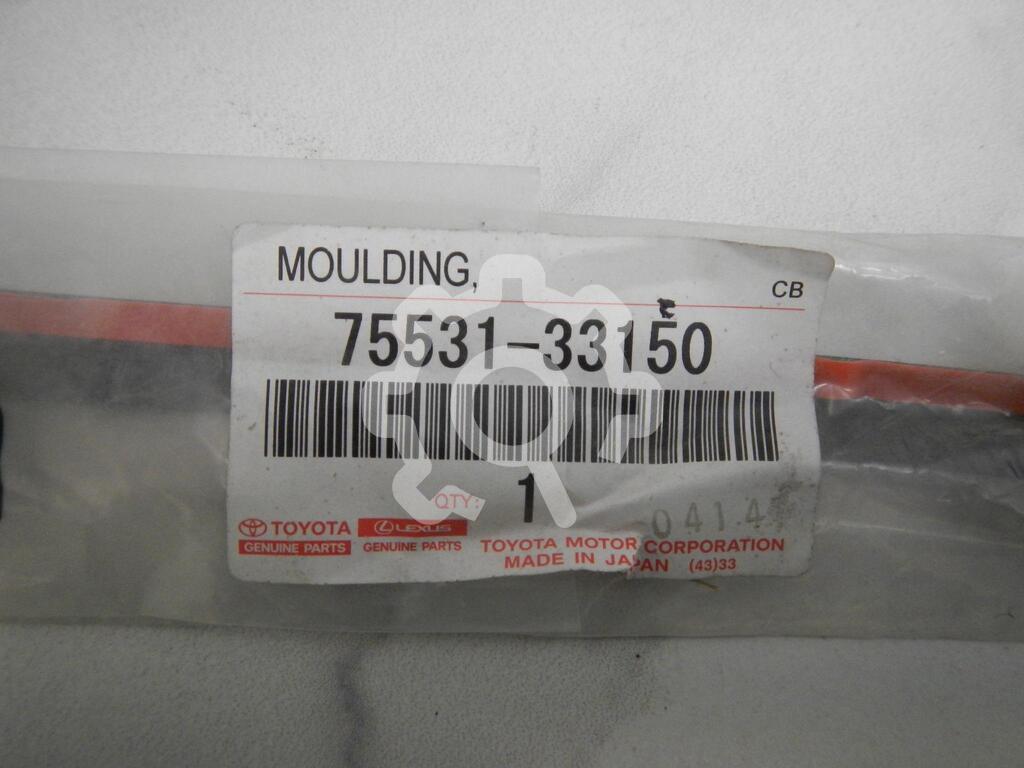 MOULDING,
CB
75531-33150
QTY: 1
0414
TOYOTA LEXUS
GENUINE PARTS GENUINE PARTS
TOYOTA MOTOR CORPORATION
MADE IN JAPAN (43)33